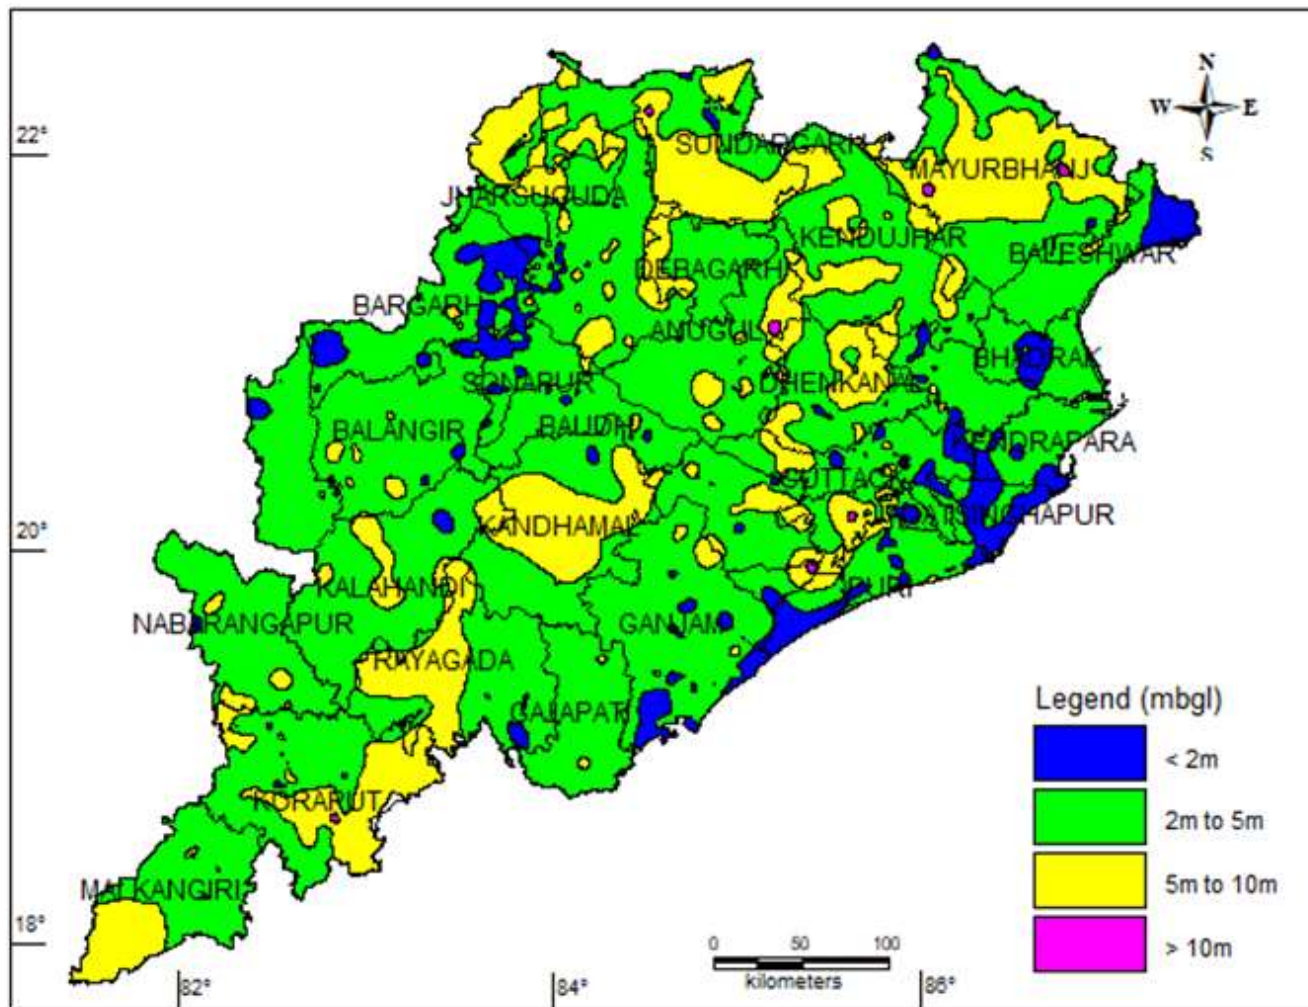 N
W E
S
22°
SUNDARGARH
MAYURBHANJ
JHARSUGUDA
KENDUJHAR
BALESHWAR
DEBAGARH
BARGARH
ANUGUL
BHADRAK
SONAPUR
DHENKANAL
BALANGIR
BAUDH
KENDRAPARA
CUTTACK
KANDHAMAL
JAGATSINGHAPUR
20°
KALAHANDI
PURI
NABARANGAPUR
GANJAM
RAYAGADA
GAJAPATI
Legend (mbgl)
< 2m
KORAPUT
2m to 5m
MALKANGIRI
5m to 10m
18°
0 50 100
> 10m
kilometers
82° 84° 86°